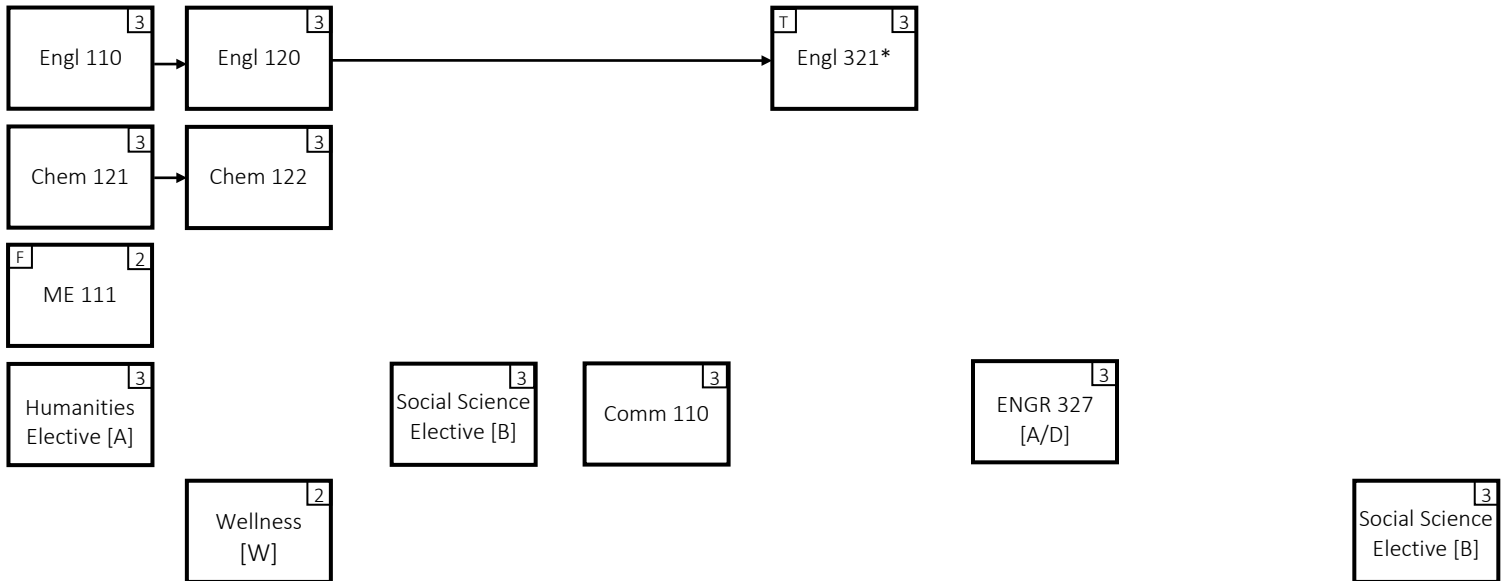 3
Engl 110
3
Engl 120
T
3
Engl 321*
3
Chem 121
3
Chem 122
F
2
ME 111
3
Humanities
Elective [A]
3
Social Science
Elective [B]
3
Comm 110
3
ENGR 327
[A/D]
2
Wellness
[W]
3
Social Science
Elective [B]